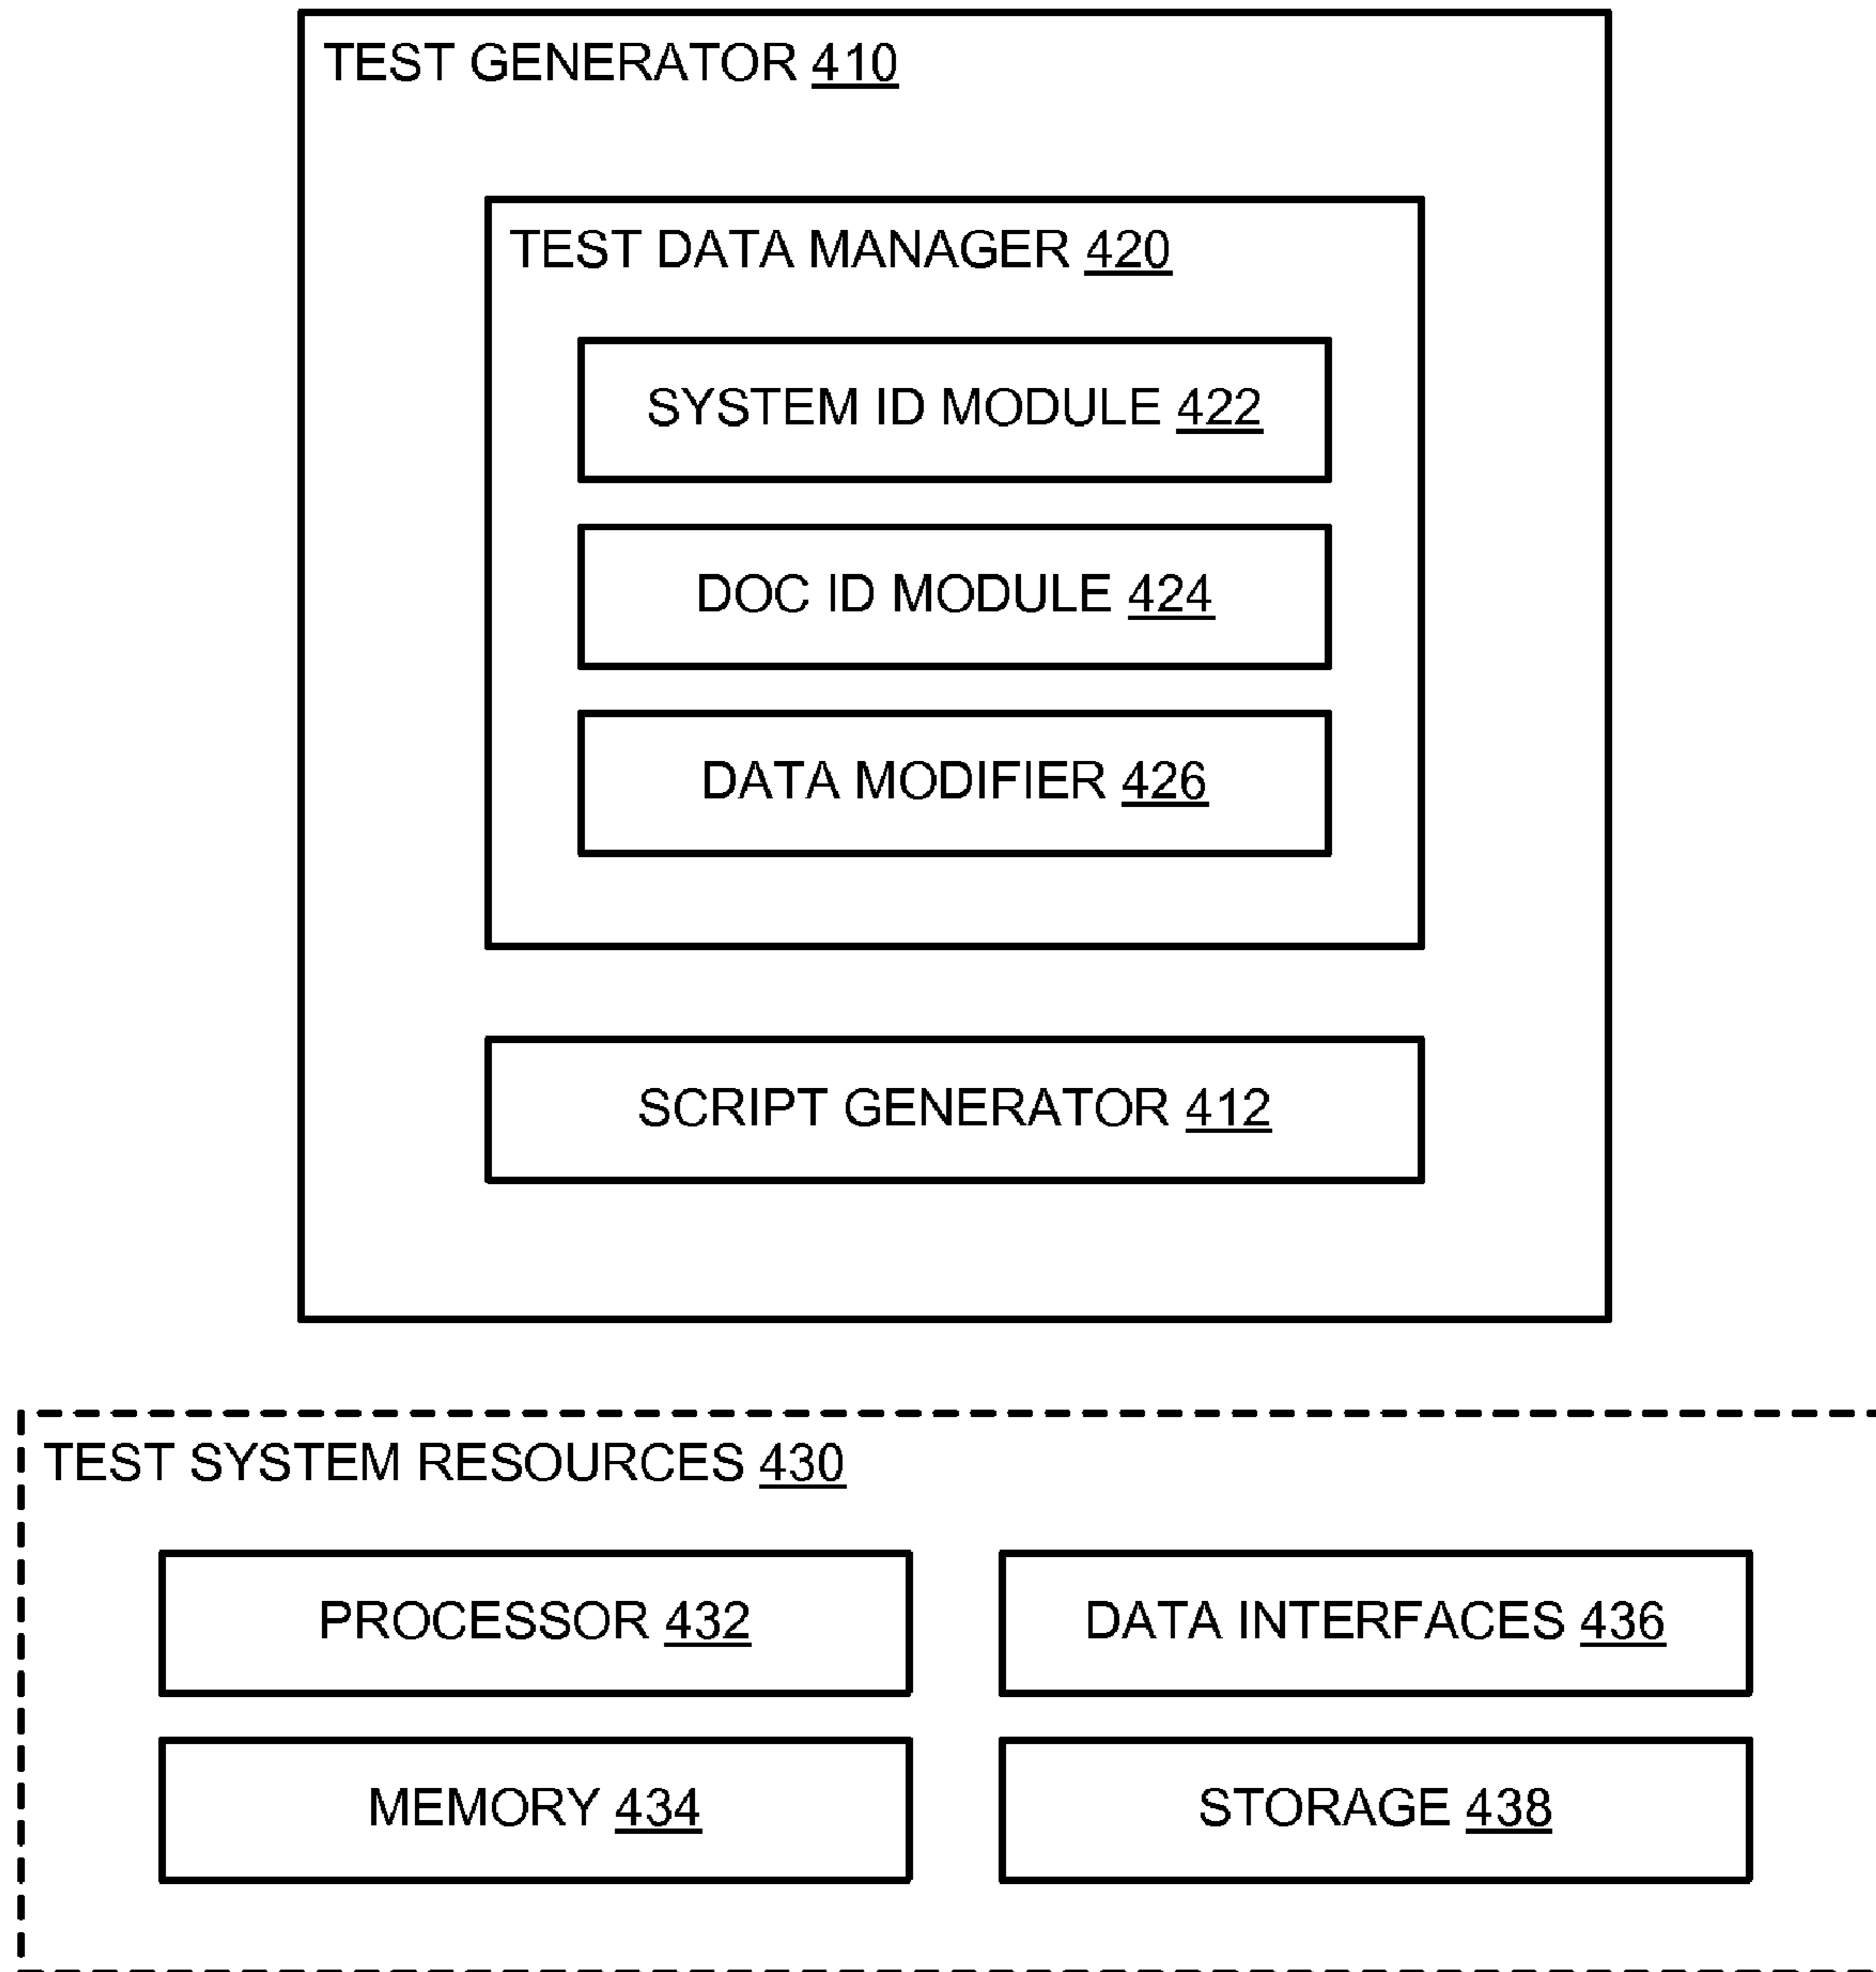 TEST GENERATOR 410
TEST DATA MANAGER 420
SYSTEM ID MODULE 422
DOC ID MODULE 424
DATA MODIFIER 426
SCRIPT GENERATOR 412
TEST SYSTEM RESOURCES 430
PROCESSOR 432
DATA INTERFACES 436
MEMORY 434
STORAGE 438